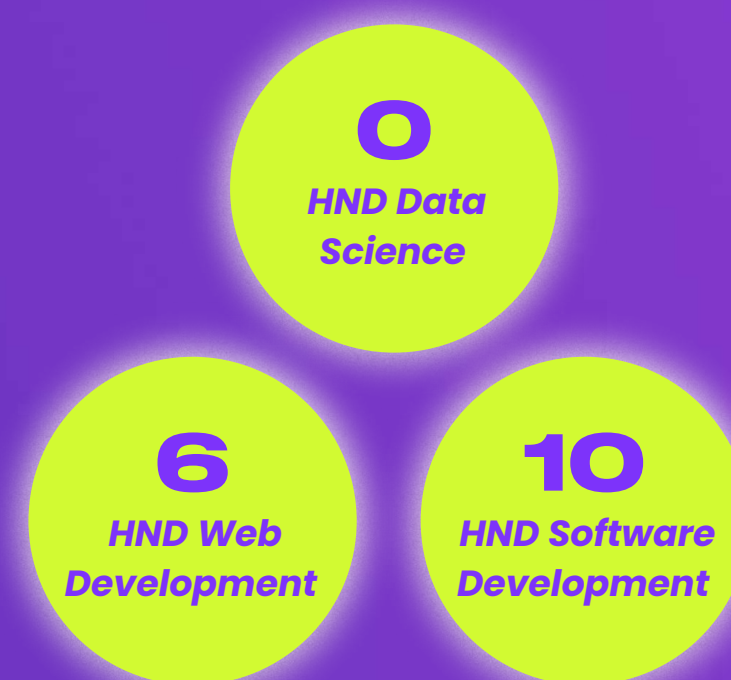 0
HND Data
Science
6
HND Web
Development
10
HND Software
Development